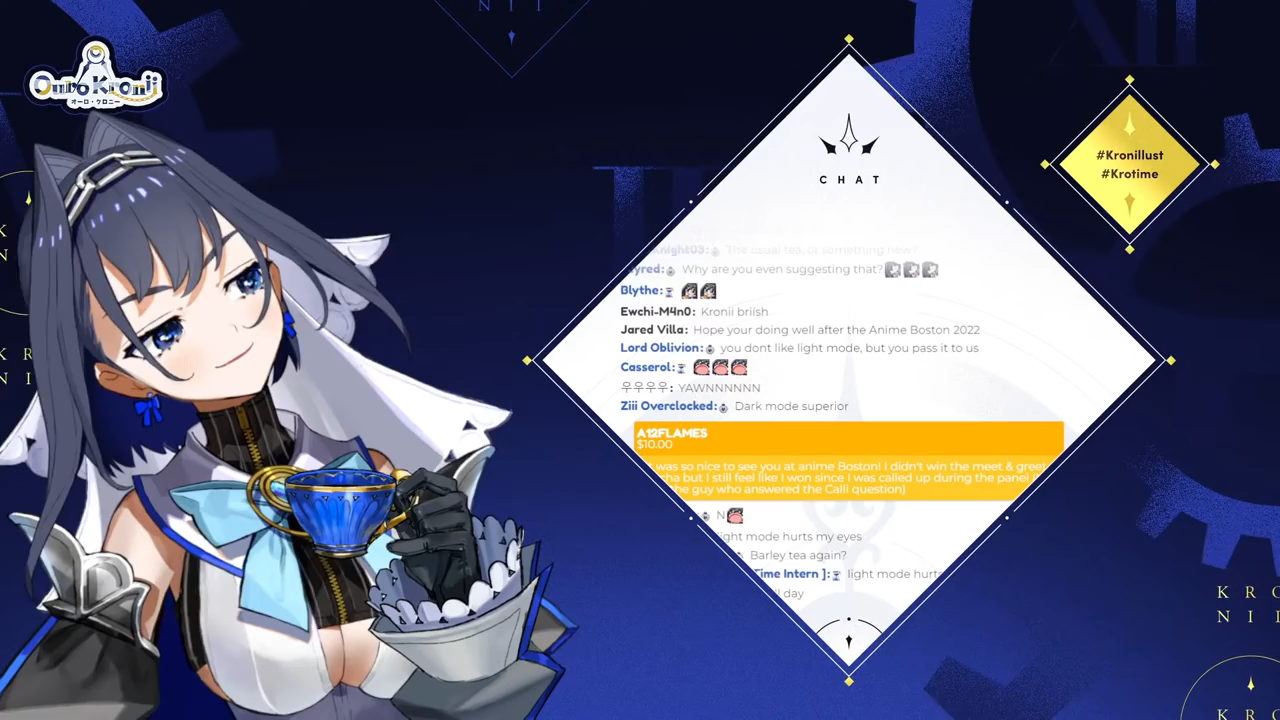 NII
Ouro Kronii
オーロ・クロニー
CHAT
#Kronillust
#Krotime
The usual tea, or something new?
Why are you even suggesting that?
Blythe:
Ewchi-M4n0: Kronii briish
Jared Villa: Hope your doing well after the Anime Boston 2022
Lord Oblivion: you dont like light mode, but you pass it to us
Casserol:
우우우우: YAWNNNNNN
Ziii Overclocked: Dark mode superior
A12FLAMES
$10.00
was so nice to see you at anime Boston! I didn't win the meet & greet
but I still feel like I won since I was called up during the panel
the guy who answered the Calli question)
N
light mode hurts my eyes
Barley tea again?
Time Intern ]: light mode hurts
day
KR
NI
KRO
NII
KRO